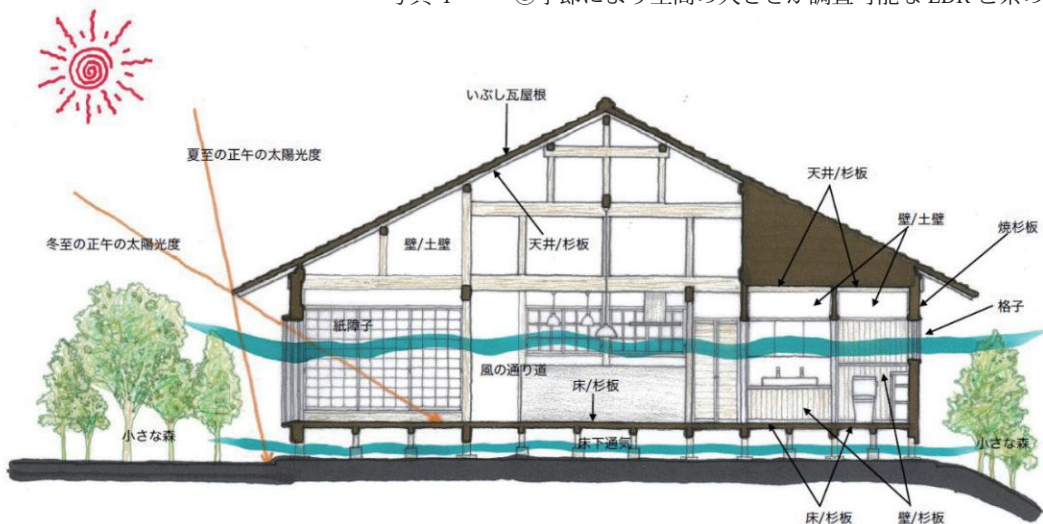 いぶし瓦屋根
夏至の正午の太陽光度
天井/杉板
壁/土壁
冬至の正午の太陽光度
壁/土壁
天井/杉板
焼杉板
格子
紙障子
風の通り道
床/杉板
小さな森
床下通気
小さな森
床/杉板
壁/杉板